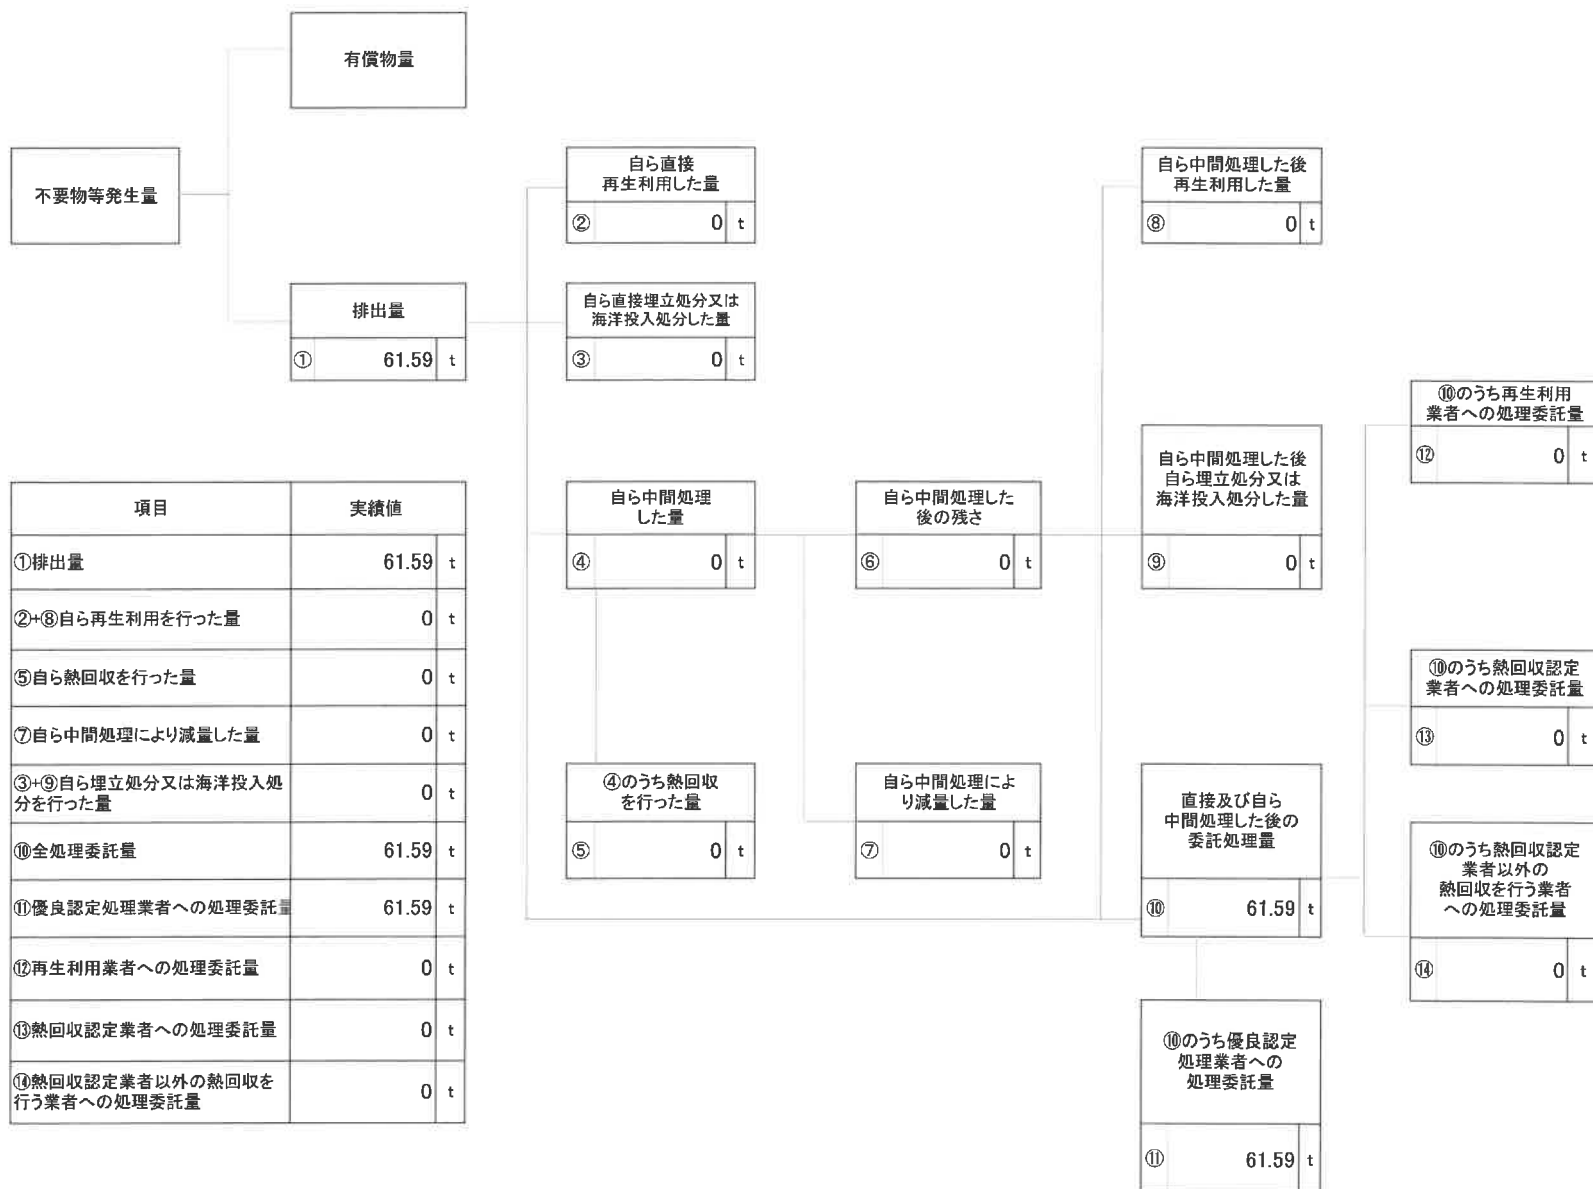 有償物量
不要物等発生量
排出量
① 61.59 t
自ら直接
再生利用した量
② 0 t
自ら直接埋立処分又は
海洋投入処分した量
③ 0 t
自ら中間処理
した量
④ 0 t
④のうち熱回収
を行った量
⑤ 0 t
自ら中間処理した
後の残さ
⑥ 0 t
自ら中間処理によ
り減量した量
⑦ 0 t
自ら中間処理した後
再生利用した量
⑧ 0 t
自ら中間処理した後
自ら埋立処分又は
海洋投入処分した量
⑨ 0 t
直接及び自ら
中間処理した後の
委託処理量
⑩ 61.59 t
⑩のうち優良認定
処理業者への
処理委託量
⑪ 61.59 t
⑩のうち再生利用
業者への処理委託量
⑫ 0 t
⑩のうち熱回収認定
業者への処理委託量
⑬ 0 t
⑩のうち熱回収認定
業者以外の
熱回収を行う業者
への処理委託量
⑭ 0 t
項目 実績値
①排出量 61.59 t
②+⑧自ら再生利用を行った量 0 t
⑤自ら熱回収を行った量 0 t
⑦自ら中間処理により減量した量 0 t
③+⑨自ら埋立処分又は海洋投入処
分を行った量 0 t
⑩全処理委託量 61.59 t
⑪優良認定処理業者への処理委託量 61.59 t
⑫再生利用業者への処理委託量 0 t
⑬熱回収認定業者への処理委託量 0 t
⑭熱回収認定業者以外の熱回収を
行う業者への処理委託量 0 t